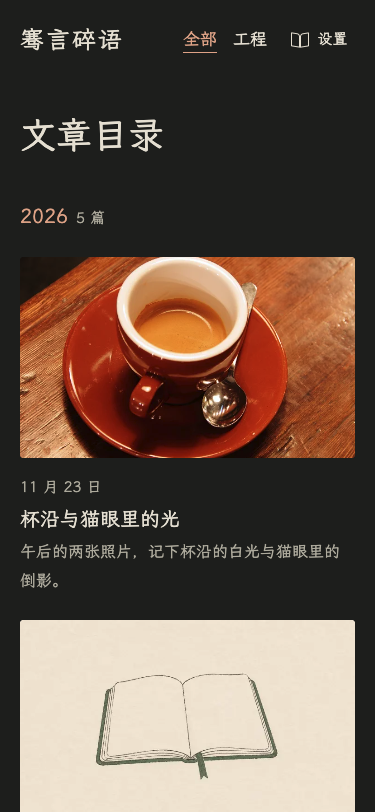 骞言碎语
全部 工程 设置
文章目录
2026 5 篇
11 月 23 日
杯沿与猫眼里的光
午后的两张照片，记下杯沿的白光与猫眼里的
倒影。